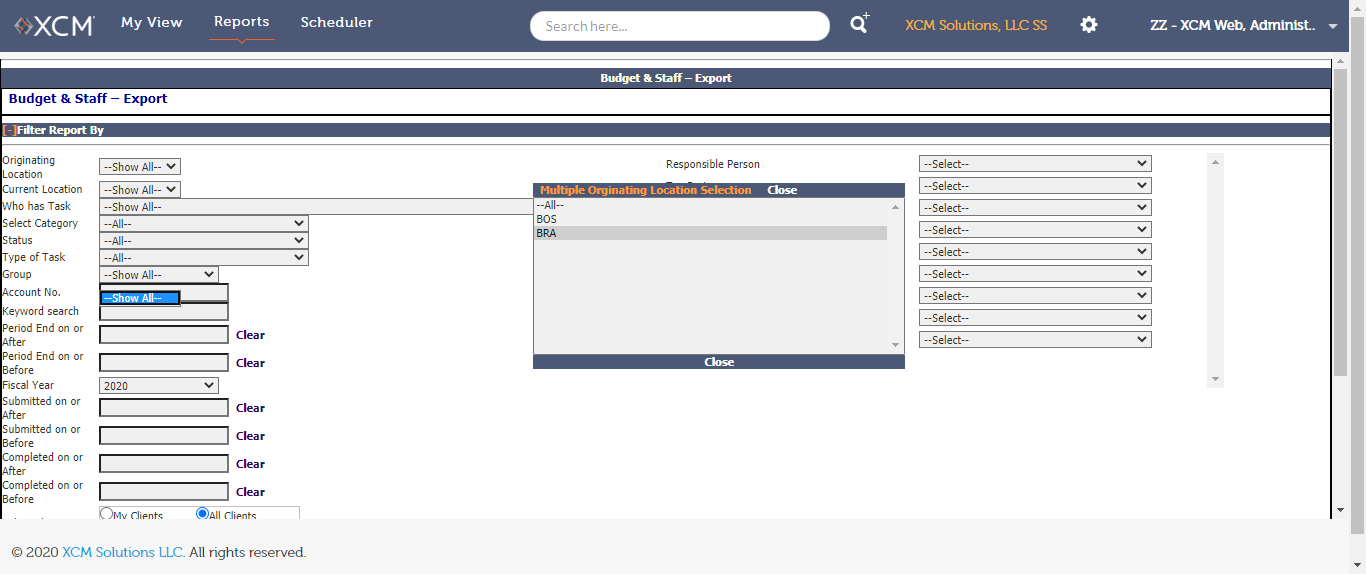 XCM
My View
Reports
Scheduler
Search here...
XCM Solutions, LLC SS
ZZ - XCM Web, Administ..
Budget & Staff – Export
Budget & Staff – Export
[-]Filter Report By
Originating
Location
--Show All--
Current Location
--Show All--
Who has Task
--Show All--
Select Category
--All--
Status
--All--
Type of Task
--All--
Group
--Show All--
Account No.
--Show All--
Keyword search
Period End on or
After
Clear
Period End on or
Before
Clear
Fiscal Year
2020
Submitted on or
After
Clear
Submitted on or
Before
Clear
Completed on or
After
Clear
Completed on or
Before
Clear
My Clients
All Clients
Multiple Orginating Location Selection
Close
--All--
BOS
BRA
Close
Responsible Person
--Select--
--Select--
--Select--
--Select--
--Select--
--Select--
--Select--
--Select--
--Select--
© 2020 XCM Solutions LLC. All rights reserved.